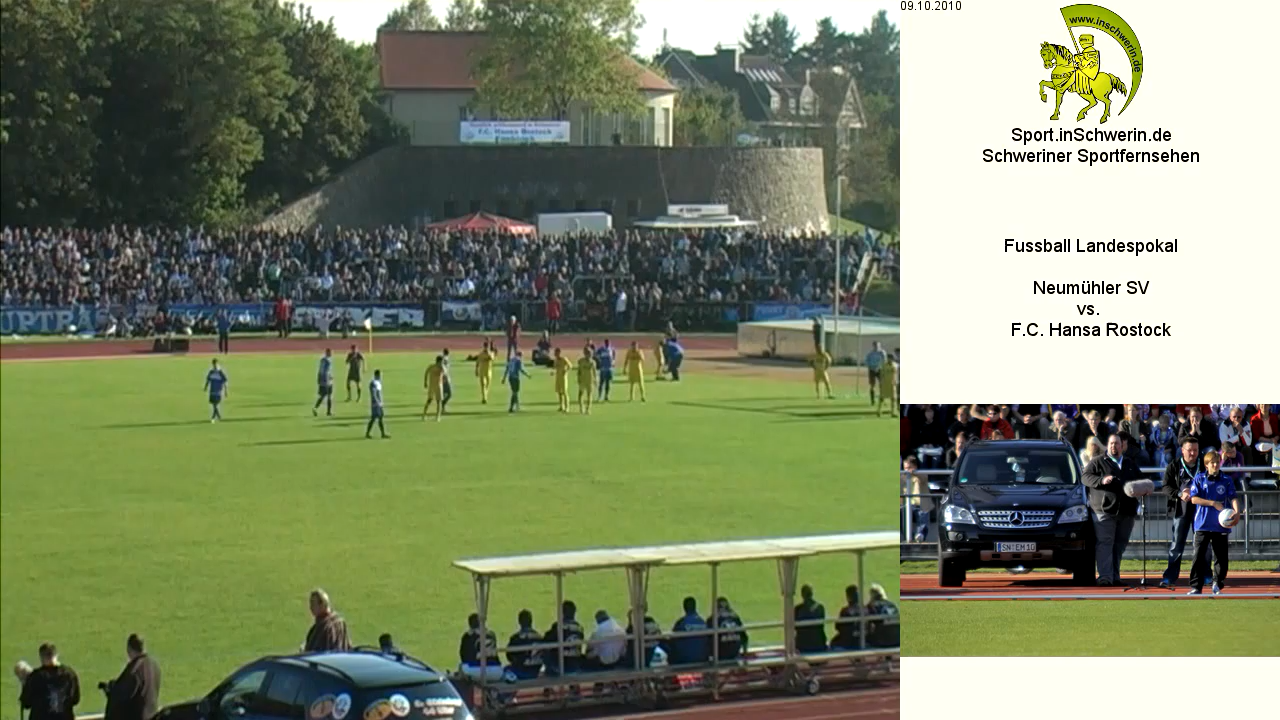 09.10.2010
www.inschwerin.de
Sport.inSchwerin.de
Schweriner Sportfernsehen
Fussball Landespokal
Neumühler SV
vs.
F.C. Hansa Rostock
F.C. Hansa Rostock
SN EM 10